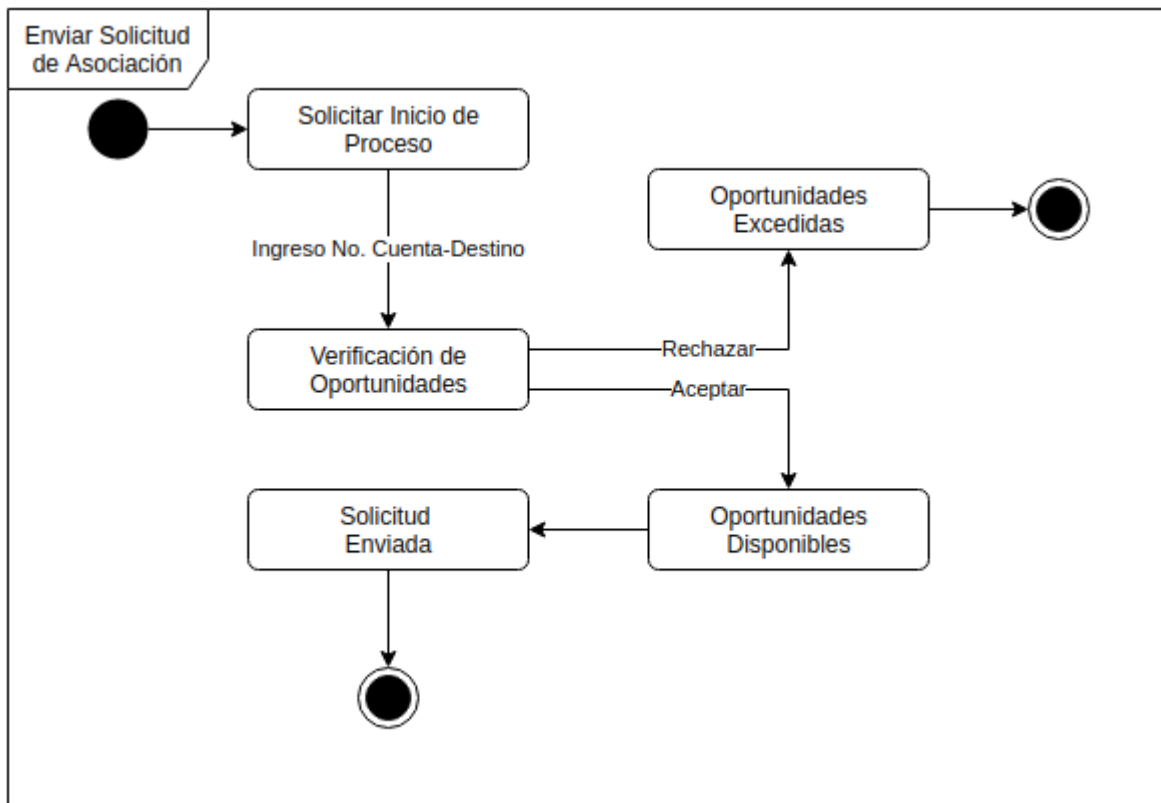 Enviar Solicitud
de Asociación
Solicitar Inicio de
Proceso
Oportunidades
Excedidas
Ingreso No. Cuenta-Destino
Verificación de
Oportunidades
Rechazar
Aceptar
Solicitud
Enviada
Oportunidades
Disponibles